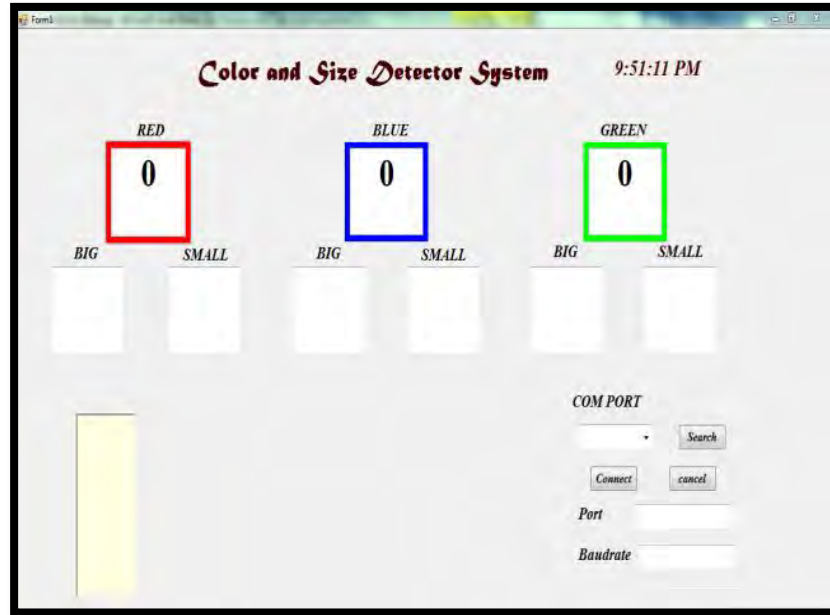 Form1
Color and Size Detector System
9:51:11 PM
RED
BLUE
GREEN
0
0
0
BIG
SMALL
BIG
SMALL
BIG
SMALL
COM PORT
Search
Connect
cancel
Port
Baudrate